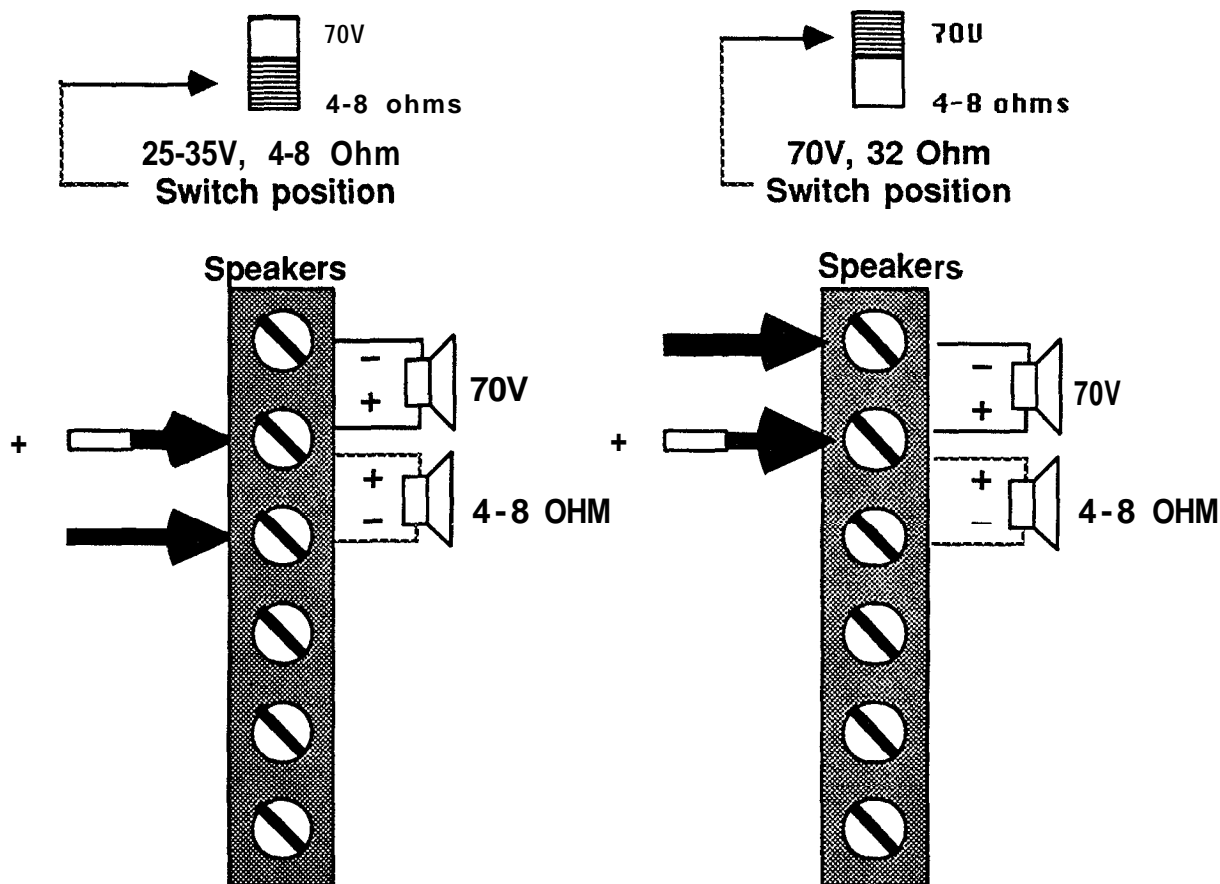 70V
4-8 ohms
25-35V, 4-8 Ohm
Switch position
70V
4-8 ohms
70V, 32 Ohm
Switch position
Speakers
-
+
70V
+
+
-
4-8 OHM
Speakers
-
+
70V
+
+
-
4-8 OHM